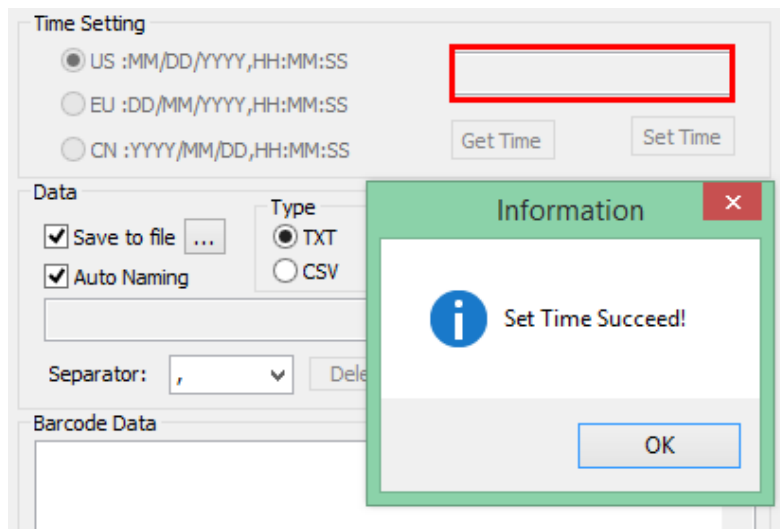 Time Setting
US :MM/DD/YYYY,HH:MM:SS
EU :DD/MM/YYYY,HH:MM:SS
CN :YYYY/MM/DD,HH:MM:SS
Get Time
Set Time
Data
Save to file ...
Auto Naming
Type
TXT
CSV
Separator: ,
Dele
Barcode Data
Information
Set Time Succeed!
OK